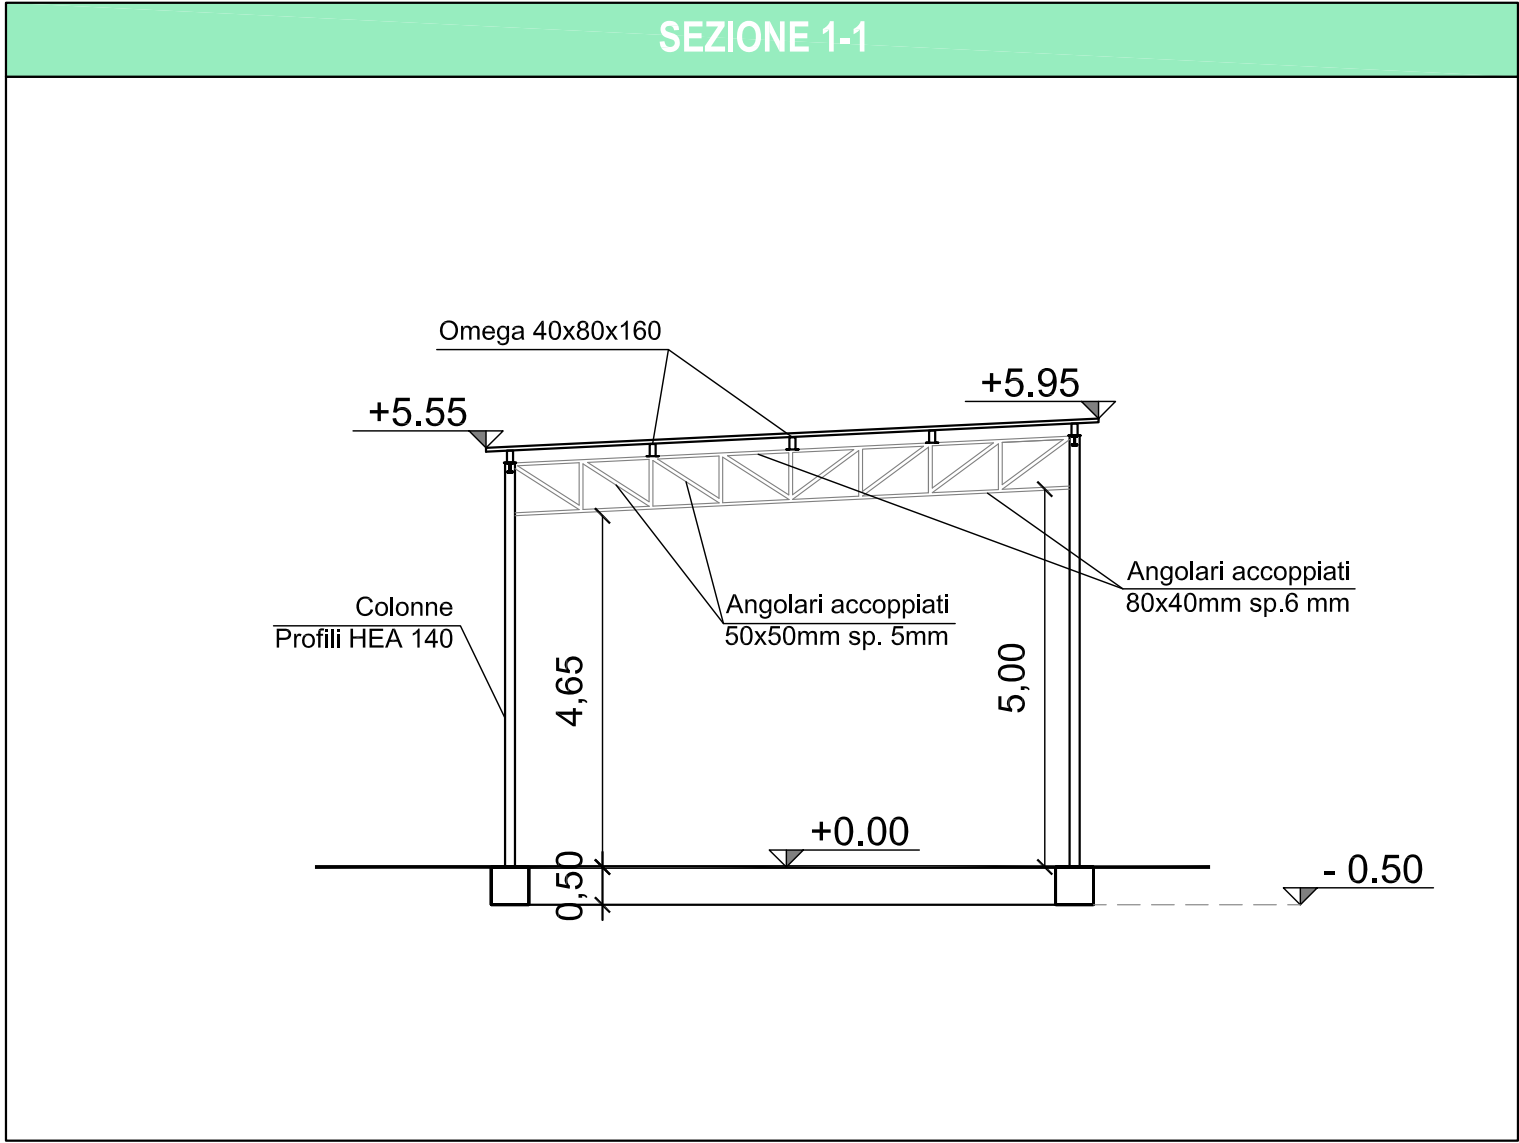 SEZIONE 1-1
Omega 40x80x160
+5.95
+5.55
Angolari accoppiati
80x40mm sp.6 mm
Colonne
Profili HEA 140
Angolari accoppiati
50x50mm sp. 5mm
4,65
5,00
+0.00
0,50
- 0.50